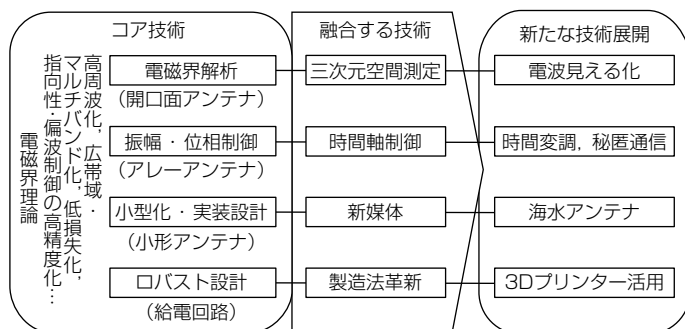 コア技術
高周波化，広帯域・
マルチバンド化，低損失化，
指向性・偏波制御の高精度化…
電磁界理論
電磁界解析
（開口面アンテナ）
振幅・位相制御
（アレーアンテナ）
小型化・実装設計
（小形アンテナ）
ロバスト設計
（給電回路）
融合する技術
三次元空間測定
時間軸制御
新媒体
製造法革新
新たな技術展開
電波見える化
時間変調，秘匿通信
海水アンテナ
3Dプリンター活用